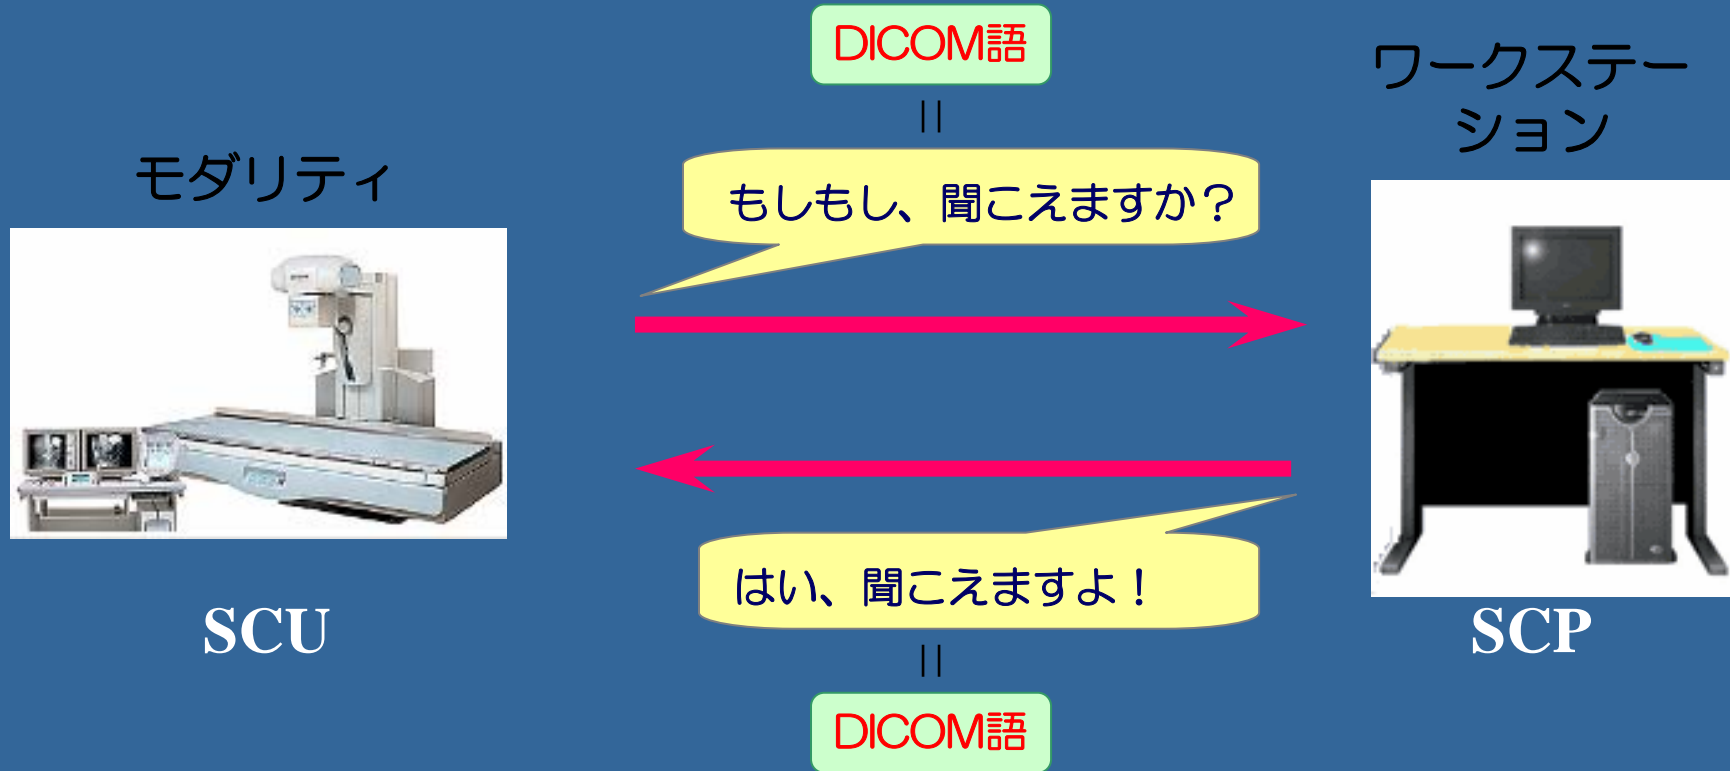 DICOM語
||
ワークステー
ション
モダリティ
もしもし、聞こえますか？
はい、聞こえますよ！
SCU
SCP
||
DICOM語